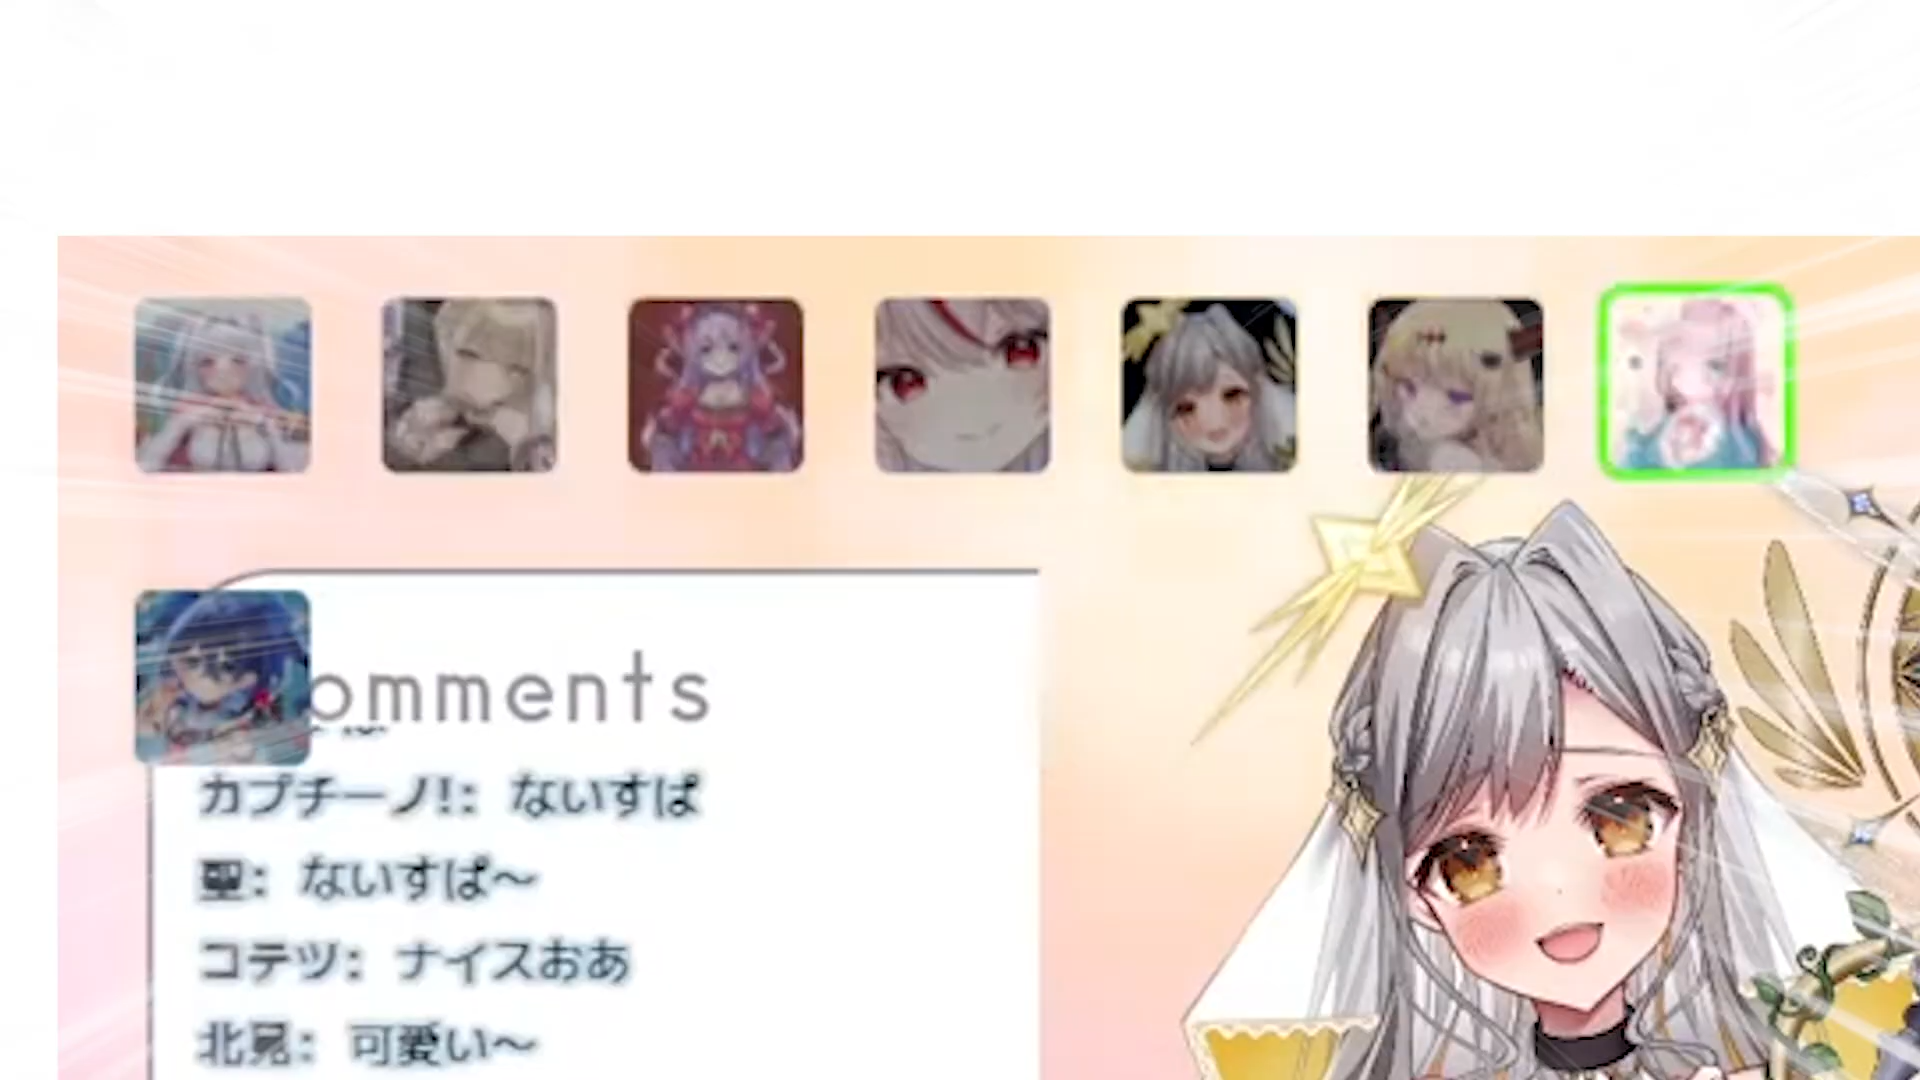 omments
カプチーノ!: ないすぱ
聖: ないすぱ～
コテツ: ナイスおあ
北見: 可愛い～